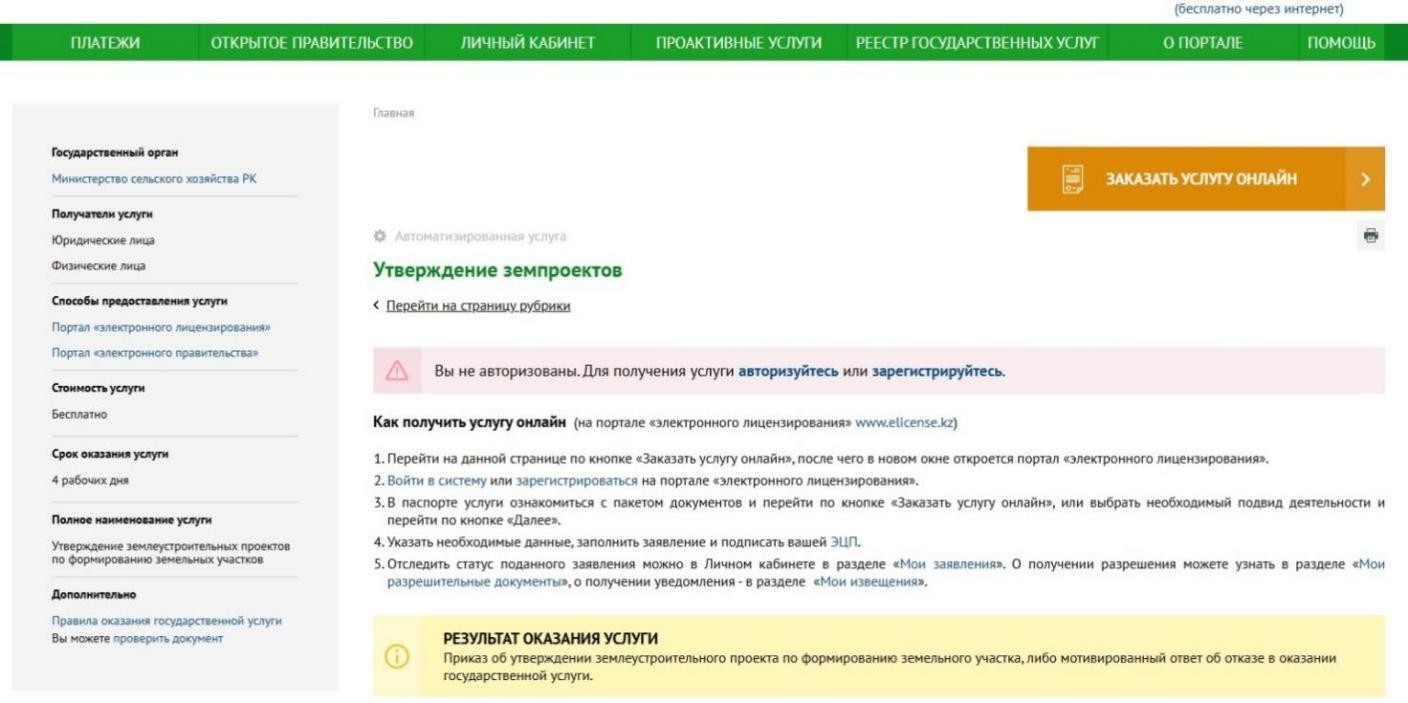 (бесплатно через интернет)
ПЛАТЕЖИ ОТКРЫТОЕ ПРАВИТЕЛЬСТВО ЛИЧНЫЙ КАБИНЕТ ПРОАКТИВНЫЕ УСЛУГИ РЕЕСТР ГОСУДАРСТВЕННЫХ УСЛУГ О ПОРТАЛЕ ПОМОЩЬ
Государственный орган
Министерство сельского хозяйства РК
Получатели услуги
Юридические лица
Физические лица
Способы предоставления услуги
Портал «электронного лицензирования»
Портал «электронного правительства»
Стоимость услуги
Бесплатно
Срок оказания услуги
4 рабочих дня
Полное наименование услуги
Утверждение землеустроительных проектов
по формированию земельных участков
Дополнительно
Правила оказания государственной услуги
Вы можете проверить документ
Главная
ЗАКАЗАТЬ УСЛУГУ ОНЛАЙН
Автоматизированная услуга
Утверждение земпроектов
Перейти на страницу рубрики
Вы не авторизованы. Для получения услуги авторизуйтесь или зарегистрируйтесь.
Как получить услугу онлайн (на портале «электронного лицензирования» www.elicense.kz)
1. Перейти на данной странице по кнопке «Заказать услугу онлайн», после чего в новом окне откроется портал «электронного лицензирования».
2. Войти в систему или зарегистрироваться на портале «электронного лицензирования».
3. В паспорте услуги ознакомиться с пакетом документов и перейти по кнопке «Заказать услугу онлайн», или выбрать необходимый подвид деятельности и
перейти по кнопке «Далее».
4. Указать необходимые данные, заполнить заявление и подписать вашей ЭЦП.
5. Отследить статус поданного заявления можно в Личном кабинете в разделе «Мои заявления». О получении разрешения можете узнать в разделе «Мои
разрешительные документы», о получении уведомления - в разделе «Мои извещения».
РЕЗУЛЬТАТ ОКАЗАНИЯ УСЛУГИ
Приказ об утверждении землеустроительного проекта по формированию земельного участка, либо мотивированный ответ об отказе в оказании
государственной услуги.